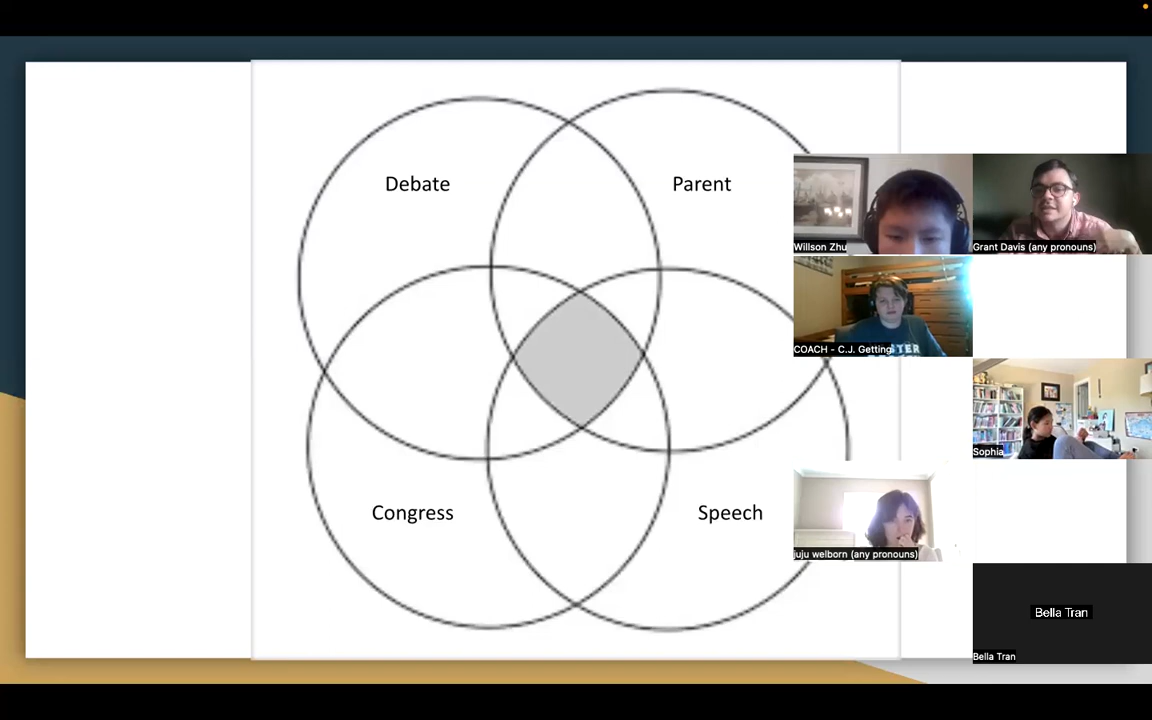 Debate
Parent
Congress
Speech
Willson Zhu
Grant Davis (any pronouns)
COACH - C.J. Getting
Sophia
juju welborn (any pronouns)
Bella Tran
Bella Tran